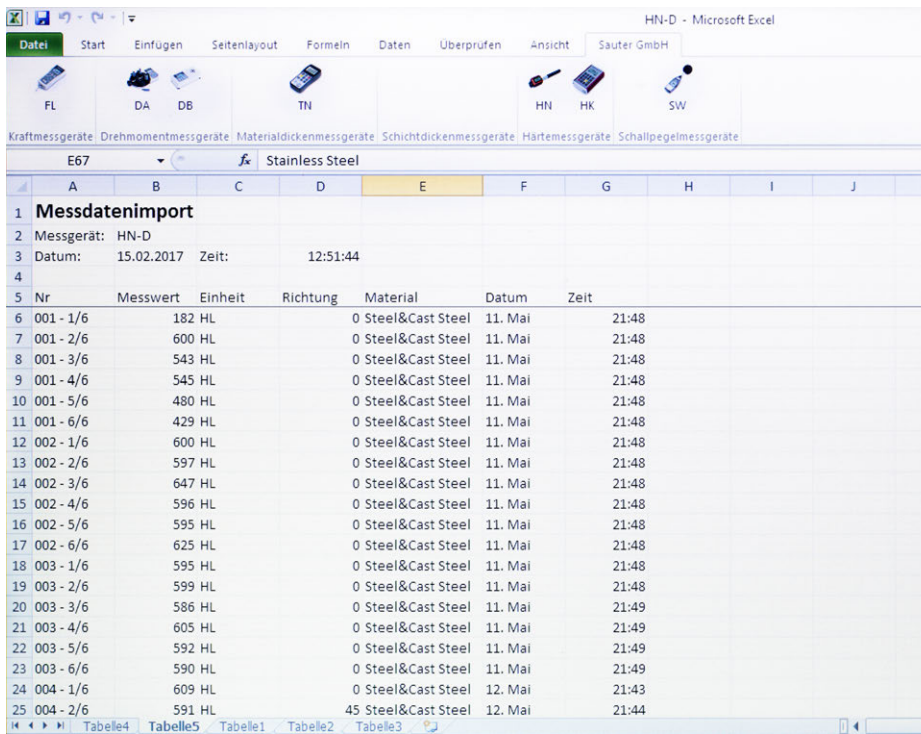 HN-D - Microsoft Excel
Datei Start Einfügen Seitenlayout Formeln Daten Überprüfen Ansicht Sauter GmbH
FL DA DB TN HN HK SW
Kraftmessgeräte Drehmomentmessgeräte Materialdickenmessgeräte Schichtdickenmessgeräte Härtemessgeräte Schallpegelmessgeräte
E67 fx Stainless Steel
A B C D E F G H I J
1 Messdatenimport
2 Messgerät: HN-D
3 Datum: 15.02.2017 Zeit: 12:51:44
4
5 Nr Messwert Einheit Richtung Material Datum Zeit
6 001 - 1/6 182 HL 0 Steel&Cast Steel 11. Mai 21:48
7 001 - 2/6 600 HL 0 Steel&Cast Steel 11. Mai 21:48
8 001 - 3/6 543 HL 0 Steel&Cast Steel 11. Mai 21:48
9 001 - 4/6 545 HL 0 Steel&Cast Steel 11. Mai 21:48
10 001 - 5/6 480 HL 0 Steel&Cast Steel 11. Mai 21:48
11 001 - 6/6 429 HL 0 Steel&Cast Steel 11. Mai 21:48
12 002 - 1/6 600 HL 0 Steel&Cast Steel 11. Mai 21:48
13 002 - 2/6 597 HL 0 Steel&Cast Steel 11. Mai 21:48
14 002 - 3/6 647 HL 0 Steel&Cast Steel 11. Mai 21:48
15 002 - 4/6 596 HL 0 Steel&Cast Steel 11. Mai 21:48
16 002 - 5/6 595 HL 0 Steel&Cast Steel 11. Mai 21:48
17 002 - 6/6 625 HL 0 Steel&Cast Steel 11. Mai 21:48
18 003 - 1/6 595 HL 0 Steel&Cast Steel 11. Mai 21:48
19 003 - 2/6 599 HL 0 Steel&Cast Steel 11. Mai 21:48
20 003 - 3/6 586 HL 0 Steel&Cast Steel 11. Mai 21:49
21 003 - 4/6 605 HL 0 Steel&Cast Steel 11. Mai 21:49
22 003 - 5/6 592 HL 0 Steel&Cast Steel 11. Mai 21:49
23 003 - 6/6 590 HL 0 Steel&Cast Steel 11. Mai 21:49
24 004 - 1/6 609 HL 0 Steel&Cast Steel 12. Mai 21:43
25 004 - 2/6 591 HL 45 Steel&Cast Steel 12. Mai 21:44
Tabelle4 Tabelle5 Tabelle1 Tabelle2 Tabelle3